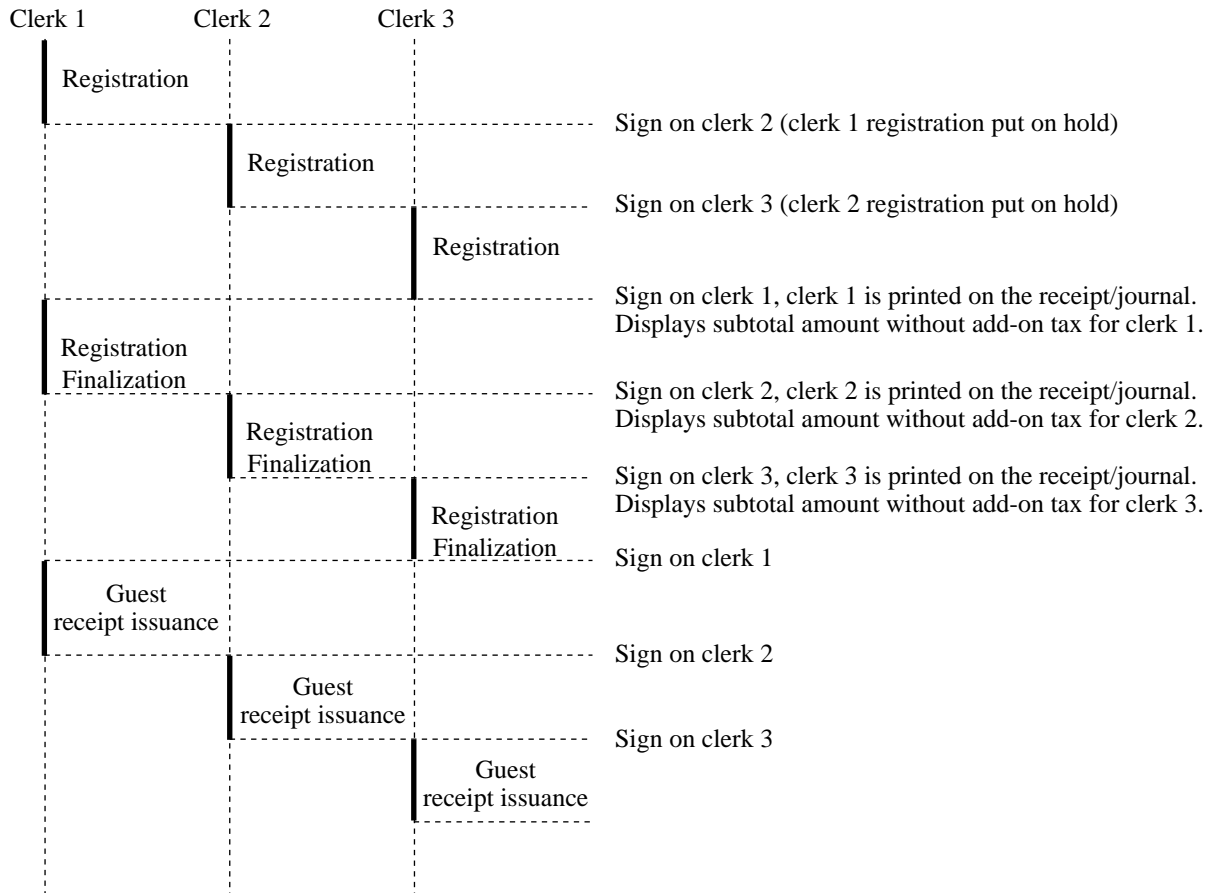 Clerk 1
Clerk 2
Clerk 3
Registration
Sign on clerk 2 (clerk 1 registration put on hold)
Registration
Sign on clerk 3 (clerk 2 registration put on hold)
Registration
Sign on clerk 1, clerk 1 is printed on the receipt/journal.
Displays subtotal amount without add-on tax for clerk 1.
Registration
Finalization
Sign on clerk 2, clerk 2 is printed on the receipt/journal.
Displays subtotal amount without add-on tax for clerk 2.
Registration
Finalization
Sign on clerk 3, clerk 3 is printed on the receipt/journal.
Displays subtotal amount without add-on tax for clerk 3.
Registration
Finalization
Sign on clerk 1
Guest
receipt issuance
Sign on clerk 2
Guest
receipt issuance
Sign on clerk 3
Guest
receipt issuance